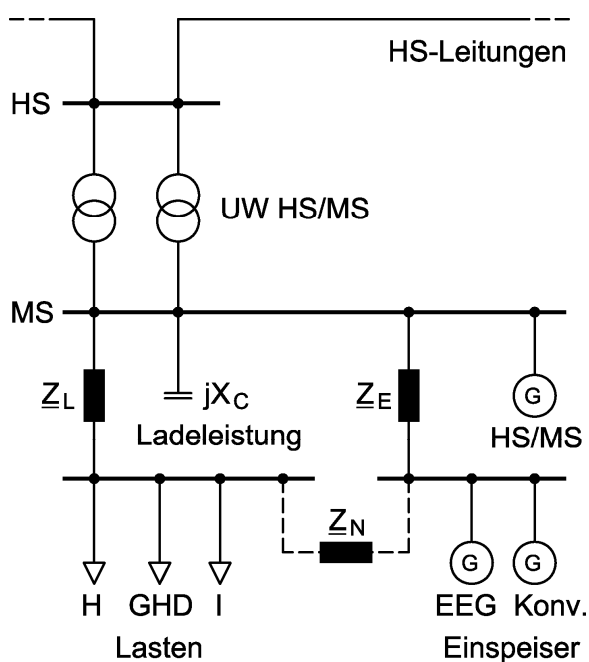 HS-Leitungen
HS
UW HS/MS
MS
Z_L
jX_C
Z_E
G
Ladeleistung
HS/MS
Z_N
G
G
H GHD I
EEG Konv.
Lasten
Einspeiser